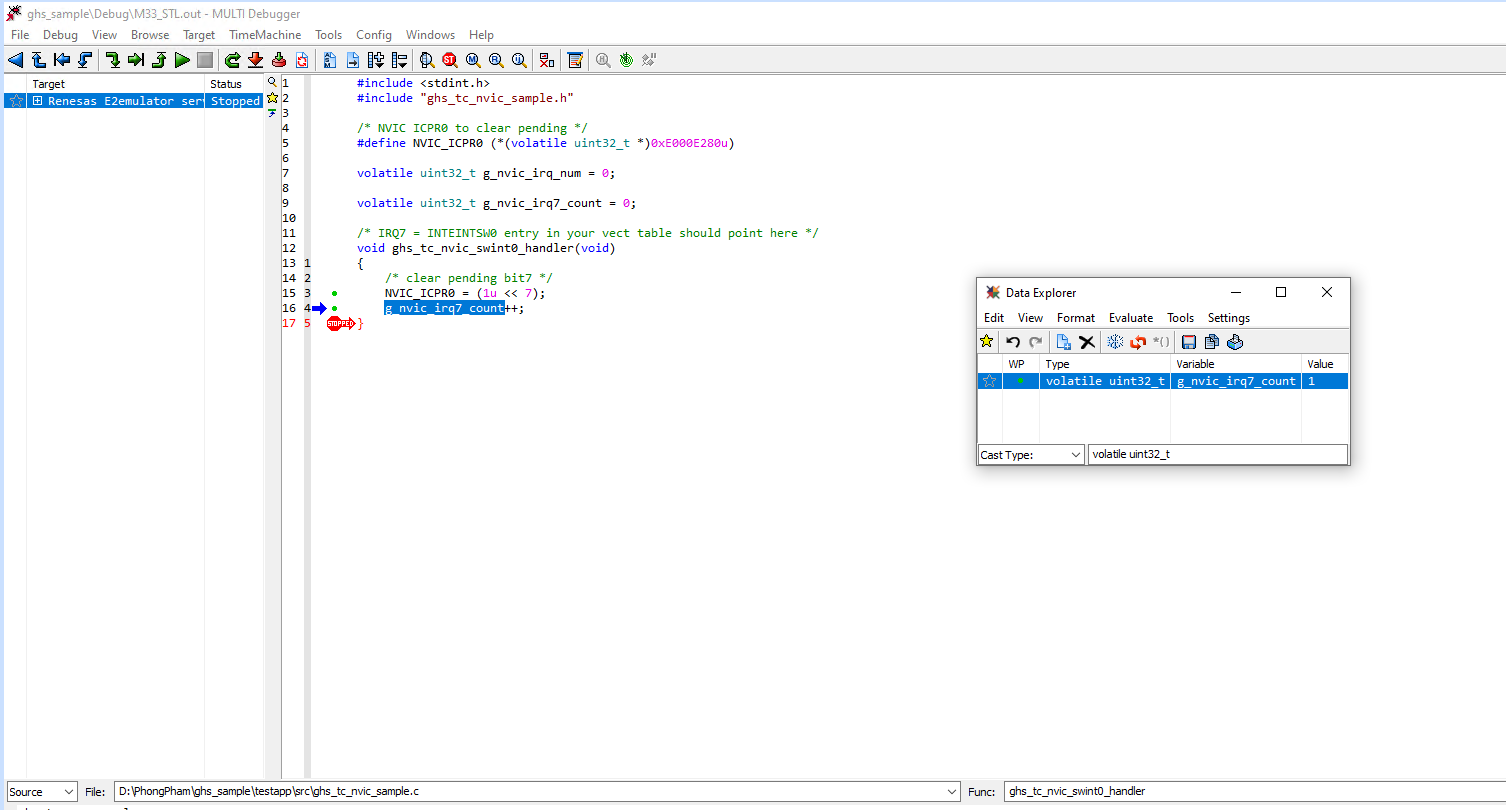 ghs_sample\Debug\M33_STL.out - MULTI Debugger
File Debug View Browse Target TimeMachine Tools Config Windows Help
Target Status
Renesas E2emulator serv Stopped
1 #include <stdint.h>
2 #include "ghs_tc_nvic_sample.h"
3
4 /* NVIC ICPR0 to clear pending */
5 #define NVIC_ICPR0 (*(volatile uint32_t *)0xE000E280u)
6
7 volatile uint32_t g_nvic_irq_num = 0;
8
9 volatile uint32_t g_nvic_irq7_count = 0;
10
11 /* IRQ7 = INTEINTSW0 entry in your vect table should point here */
12 void ghs_tc_nvic_swint0_handler(void)
13 1 {
14 2 /* clear pending bit7 */
15 3 NVIC_ICPR0 = (1u << 7);
16 4 g_nvic_irq7_count++;
17 5 STOPPED }
Data Explorer
Edit View Format Evaluate Tools Settings
WP Type Variable Value
volatile uint32_t g_nvic_irq7_count 1
Cast Type: volatile uint32_t
Source File: D:\PhongPham\ghs_sample\testapp\src\ghs_tc_nvic_sample.c Func: ghs_tc_nvic_swint0_handler